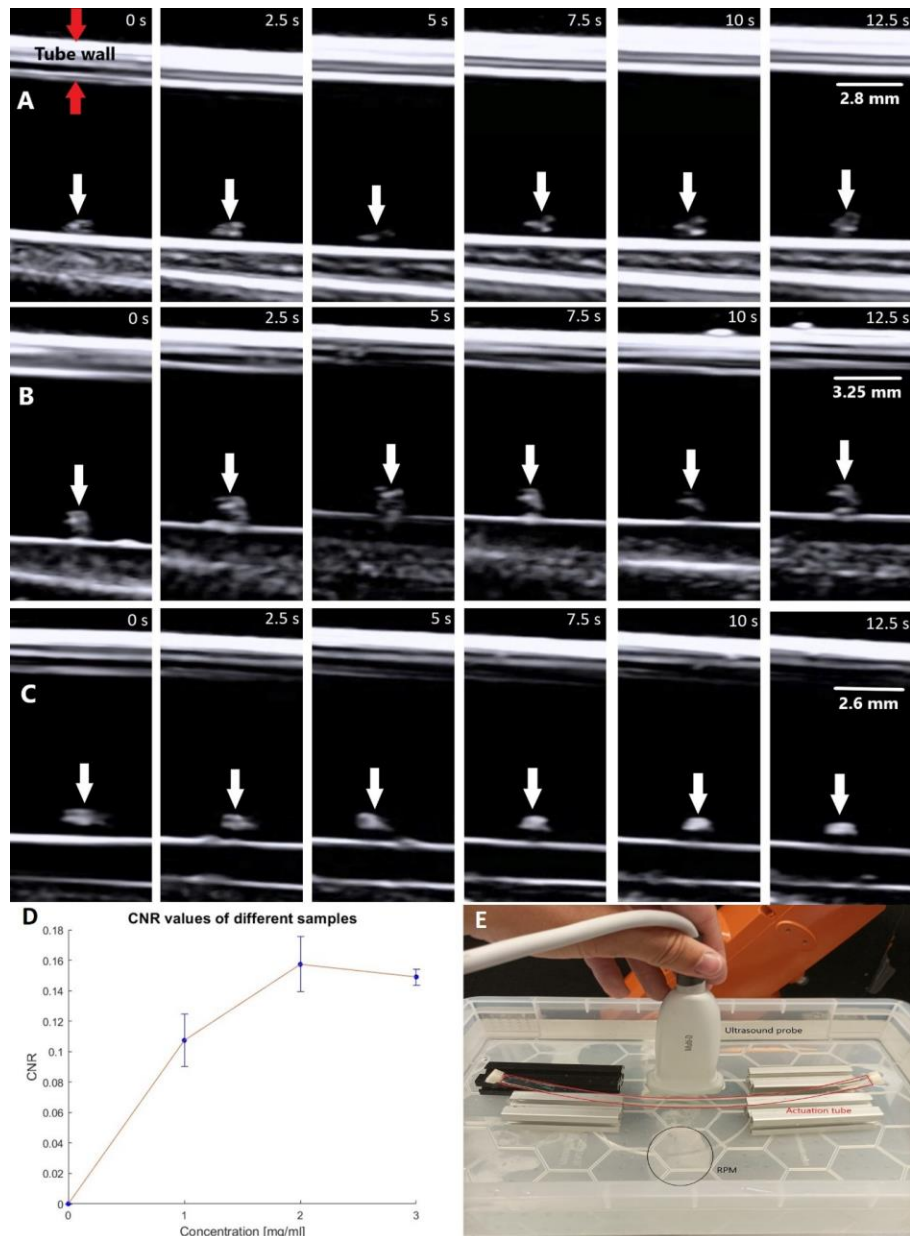 0 s
2.5 s
5 s
7.5 s
10 s
12.5 s
Tube wall
A
2.8 mm
0 s
2.5 s
5 s
7.5 s
10 s
12.5 s
B
3.25 mm
0 s
2.5 s
5 s
7.5 s
10 s
12.5 s
C
2.6 mm
D
CNR values of different samples
0.18
0.16
0.14
0.12
0.1
0.08
0.06
0.04
0.02
0
CNR
0
1
2
3
Concentration [mg/ml]
E
Ultrasound probe
Actuation tube
RPM